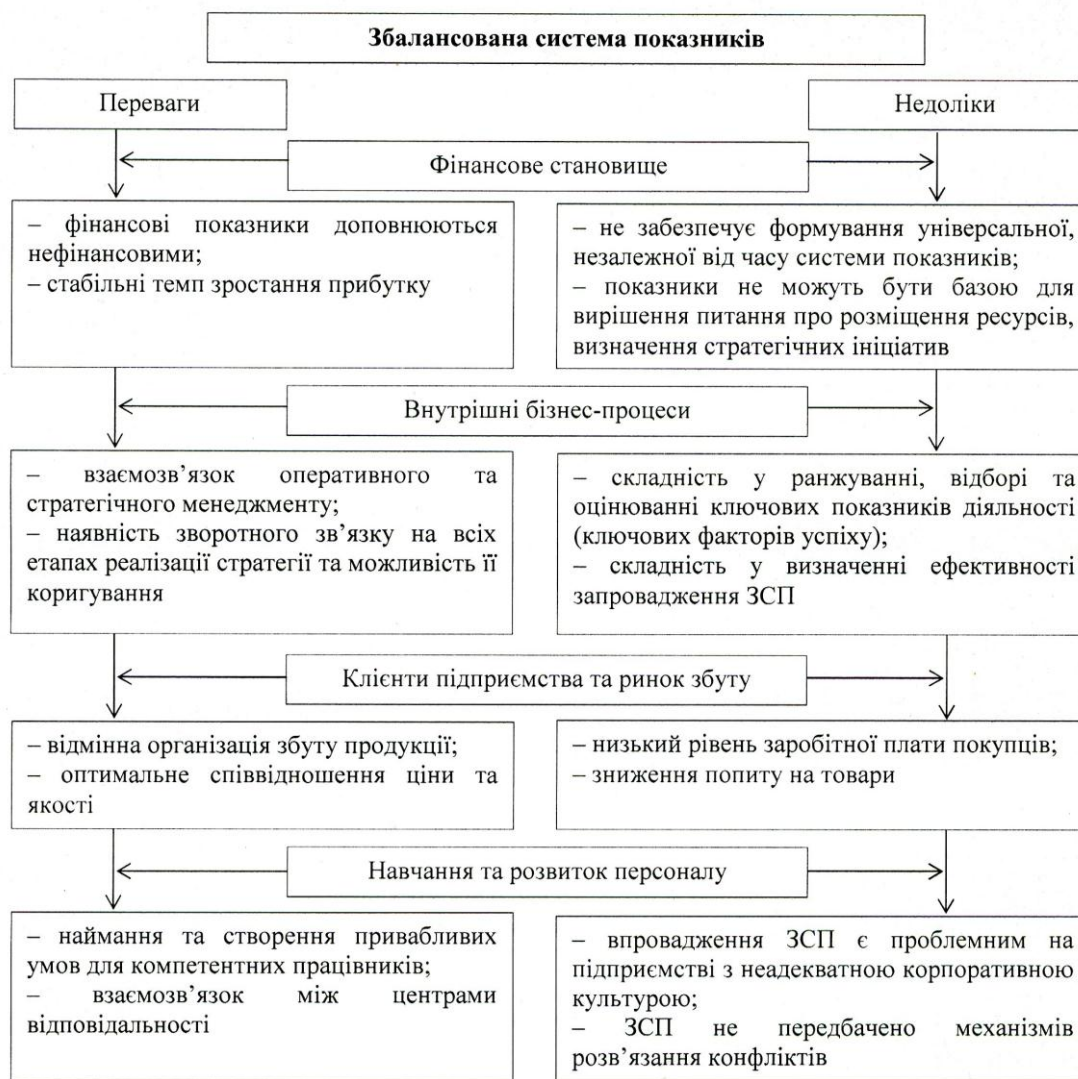 Збалансована система показників
Переваги
Недоліки
Фінансове становище
– фінансові показники доповнюються
нефінансовими;
– стабільні темп зростання прибутку
– не забезпечує формування універсальної,
незалежної від часу системи показників;
– показники не можуть бути базою для
вирішення питання про розміщення ресурсів,
визначення стратегічних ініціатив
Внутрішні бізнес-процеси
– взаємозв’язок оперативного та
стратегічного менеджменту;
– наявність зворотного зв’язку на всіх
етапах реалізації стратегії та можливість її
коригування
– складність у ранжуванні, відборі та
оцінюванні ключових показників діяльності
(ключових факторів успіху);
– складність у визначенні ефективності
запровадження ЗСП
Клієнти підприємства та ринок збуту
– відмінна організація збуту продукції;
– оптимальне співвідношення ціни та
якості
– низький рівень заробітної плати покупців;
– зниження попиту на товари
Навчання та розвиток персоналу
– наймання та створення привабливих
умов для компетентних працівників;
– взаємозв’язок між центрами
відповідальності
– впровадження ЗСП є проблемним на
підприємстві з неадекватною корпоративною
культурою;
– ЗСП не передбачено механізмів
розв’язання конфліктів